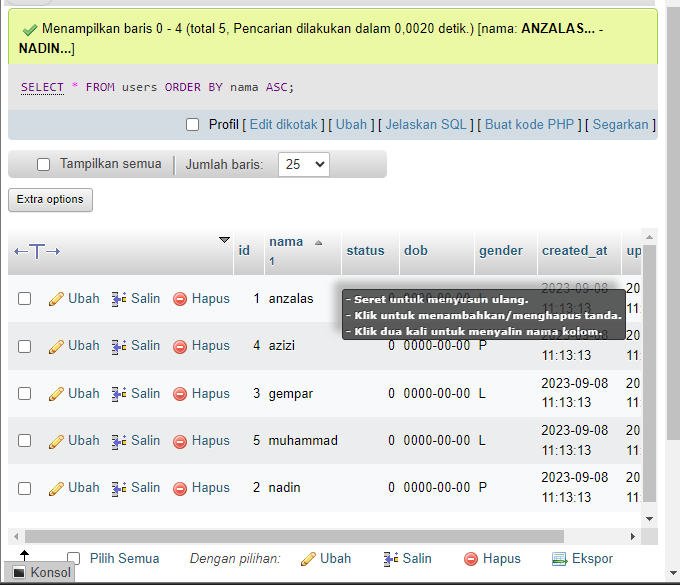 Menampilkan baris 0 - 4 (total 5, Pencarian dilakukan dalam 0,0020 detik.) [nama: ANZALAS... -
NADIN...]
SELECT * FROM users ORDER BY nama ASC;
Profil [ Edit dikotak ] [ Ubah ] [ Jelaskan SQL ] [ Buat kode PHP ] [ Segarkan ]
Tampilkan semua Jumlah baris: 25
Extra options
id nama 1 status dob gender created_at up
Ubah Salin Hapus 1 anzalas 2023-09-08 20
11:
- Seret untuk menyusun ulang.
- Klik untuk menambahkan/menghapus tanda.
- Klik dua kali untuk menyalin nama kolom.
Ubah Salin Hapus 4 azizi 0 0000-00-00 P 20
11:13:13 11:
Ubah Salin Hapus 3 gempar 0 0000-00-00 L 2023-09-08 20
11:13:13 11:
Ubah Salin Hapus 5 muhammad 0 0000-00-00 L 2023-09-08 20
11:13:13 11:
Ubah Salin Hapus 2 nadin 0 0000-00-00 P 2023-09-08 20
11:13:13 11:
Pilih Semua Dengan pilihan: Ubah Salin Hapus Ekspor
Konsol